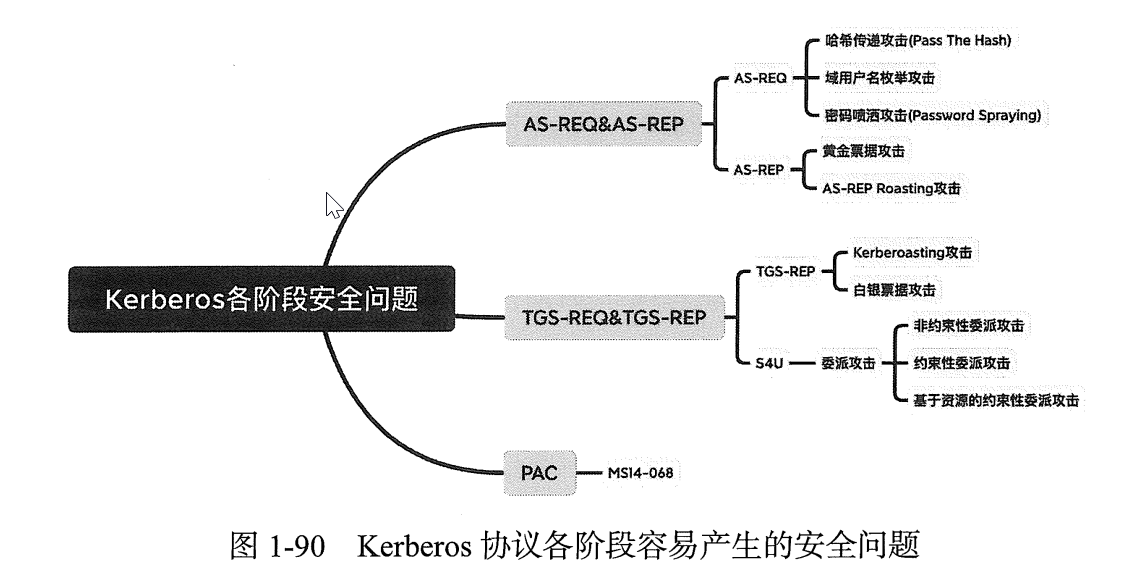 Kerberos各阶段安全问题
AS-REQ&AS-REP
AS-REQ
哈希传递攻击(Pass The Hash)
域用户名枚举攻击
密码喷洒攻击(Password Spraying)
AS-REP
黄金票据攻击
AS-REP Roasting攻击
TGS-REQ&TGS-REP
TGS-REP
Kerberoasting攻击
白银票据攻击
S4U
委派攻击
非约束性委派攻击
约束性委派攻击
基于资源的约束性委派攻击
PAC
MS14-068
图 1-90 Kerberos 协议各阶段容易产生的安全问题